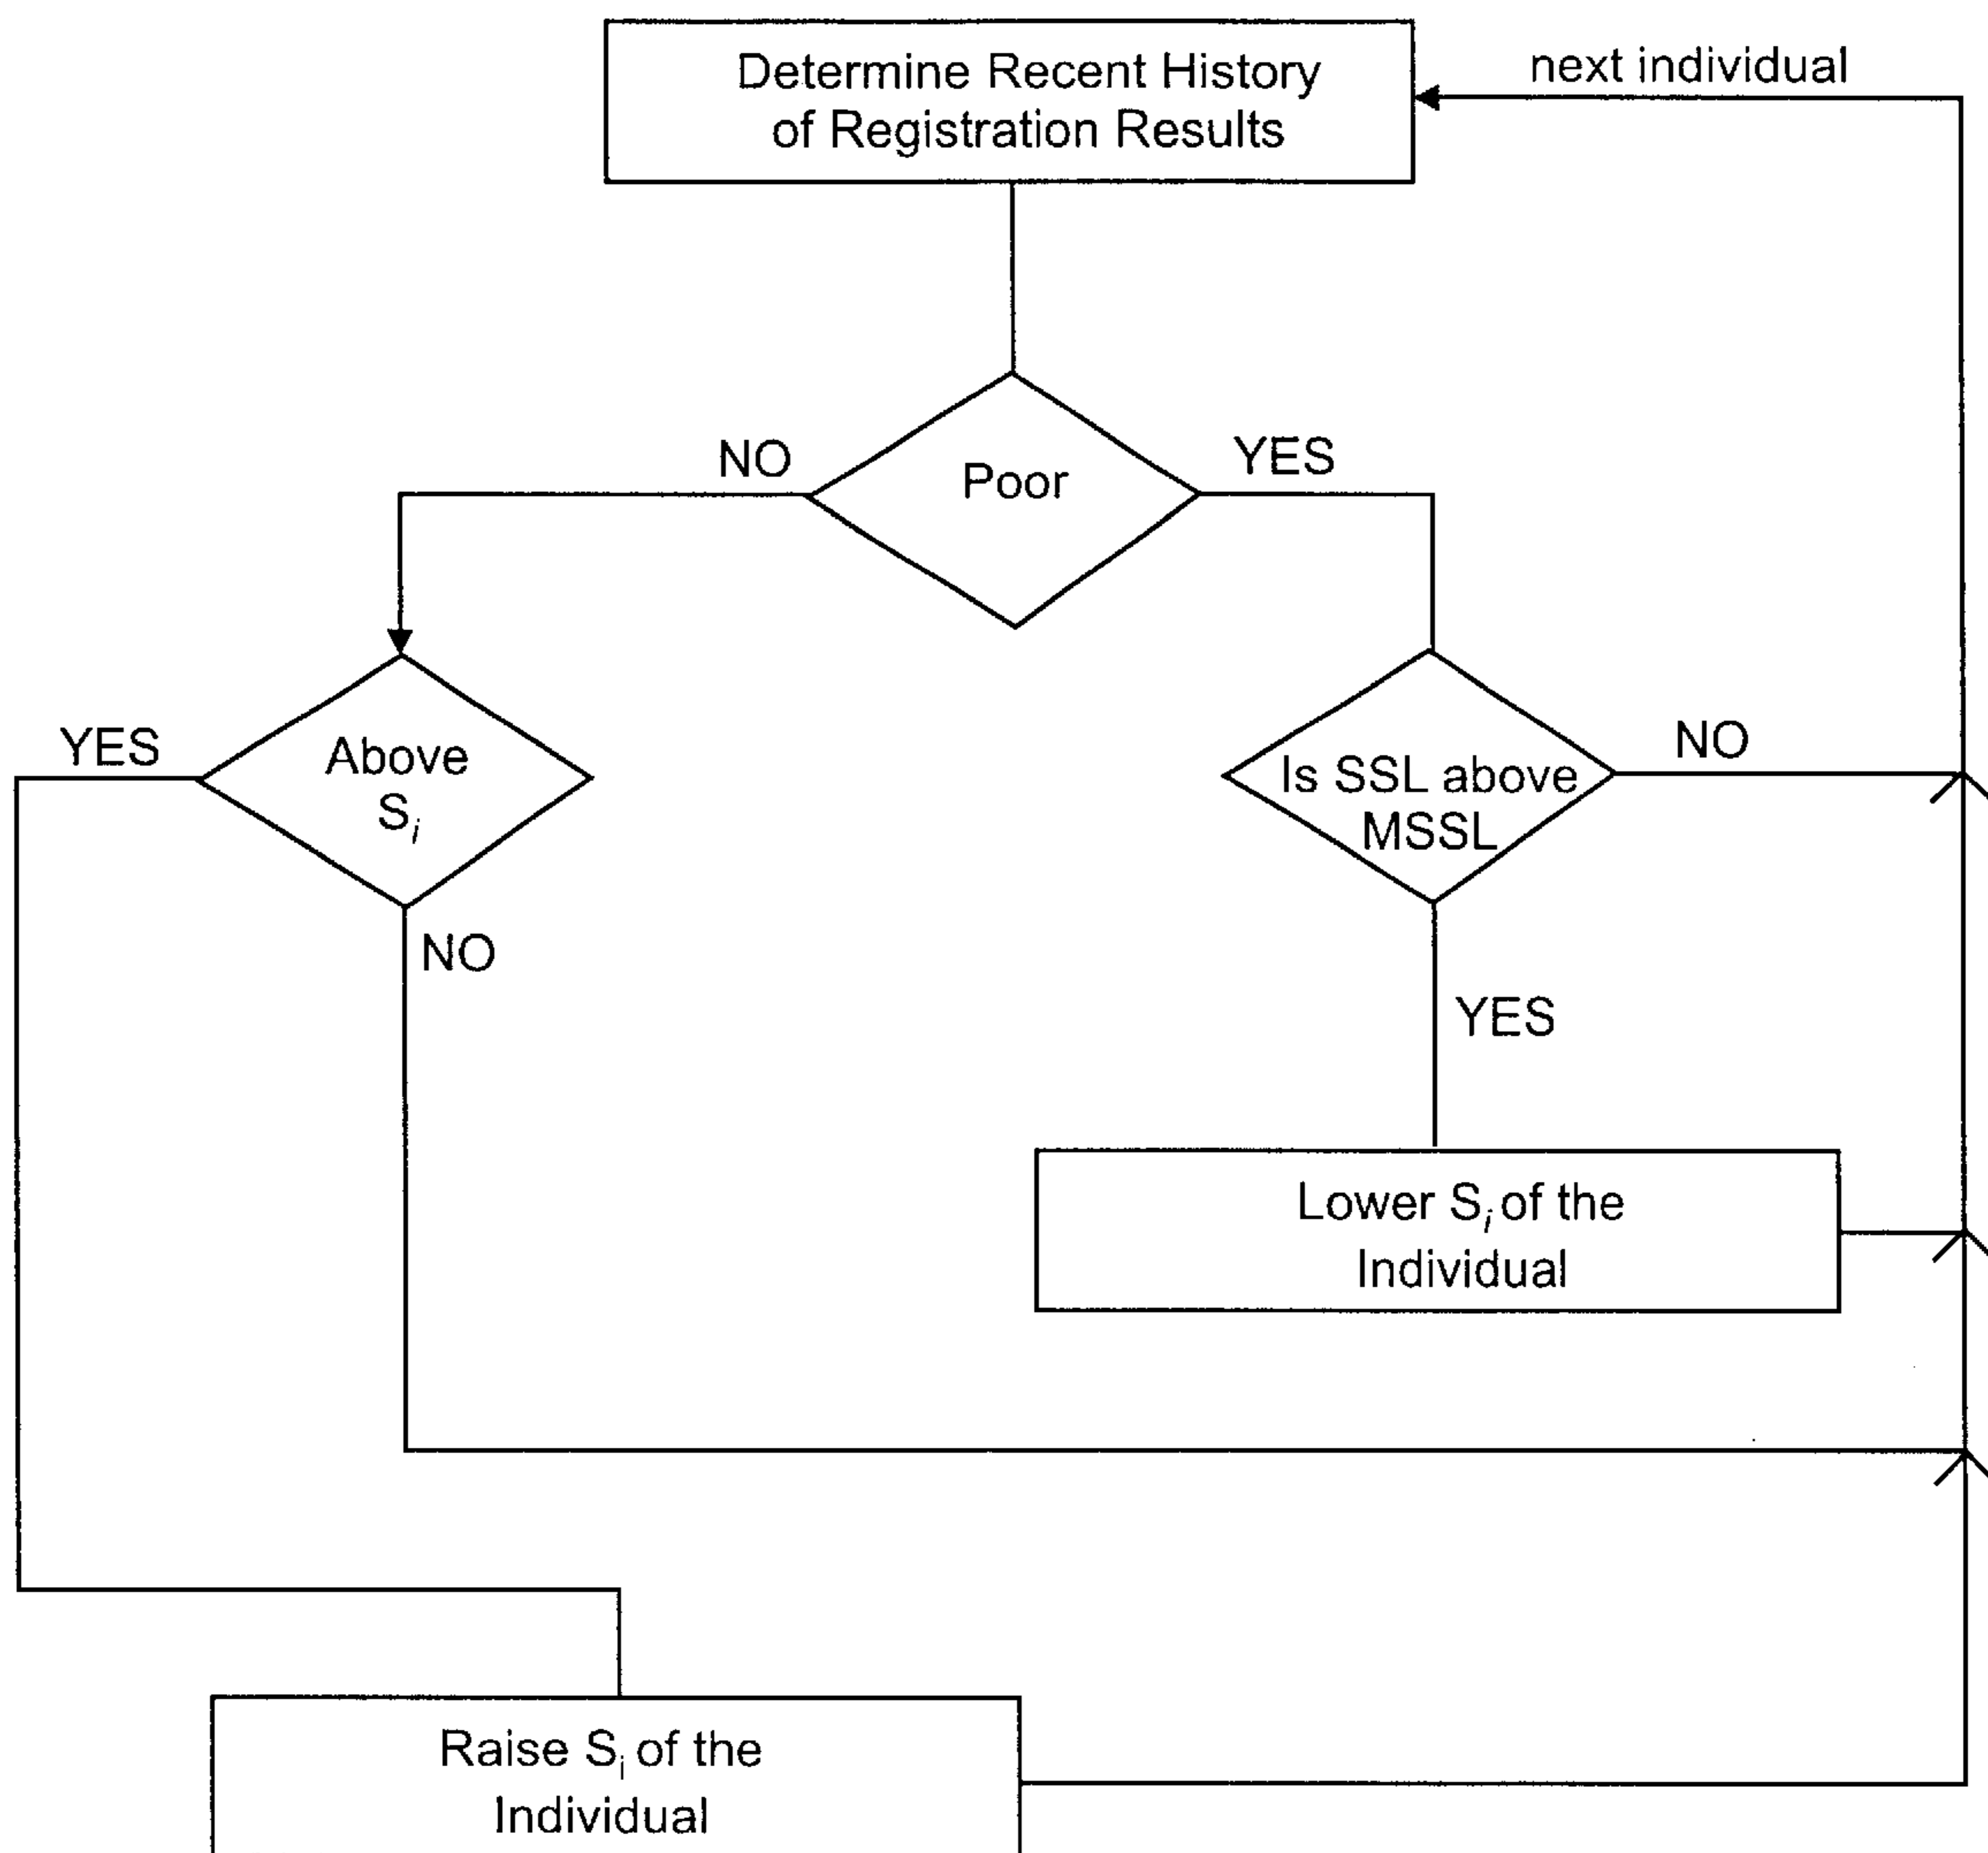 Determine Recent History
of Registration Results
next individual
NO
Poor
YES
YES
Above
Si
NO
Is SSL above
MSSL
NO
YES
Lower Si of the
Individual
Raise Si of the
Individual